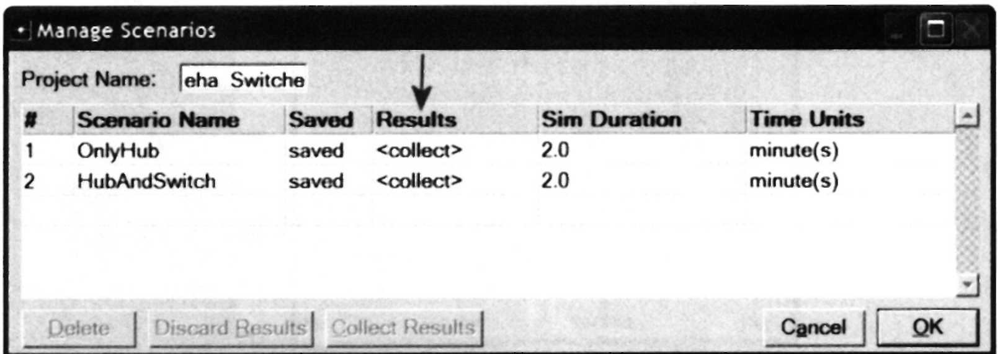 Manage Scenarios
Project Name: eha Switche
# Scenario Name Saved Results Sim Duration Time Units
1 OnlyHub saved <collect> 2.0 minute(s)
2 HubAndSwitch saved <collect> 2.0 minute(s)
Delete Discard Results Collect Results Cancel OK